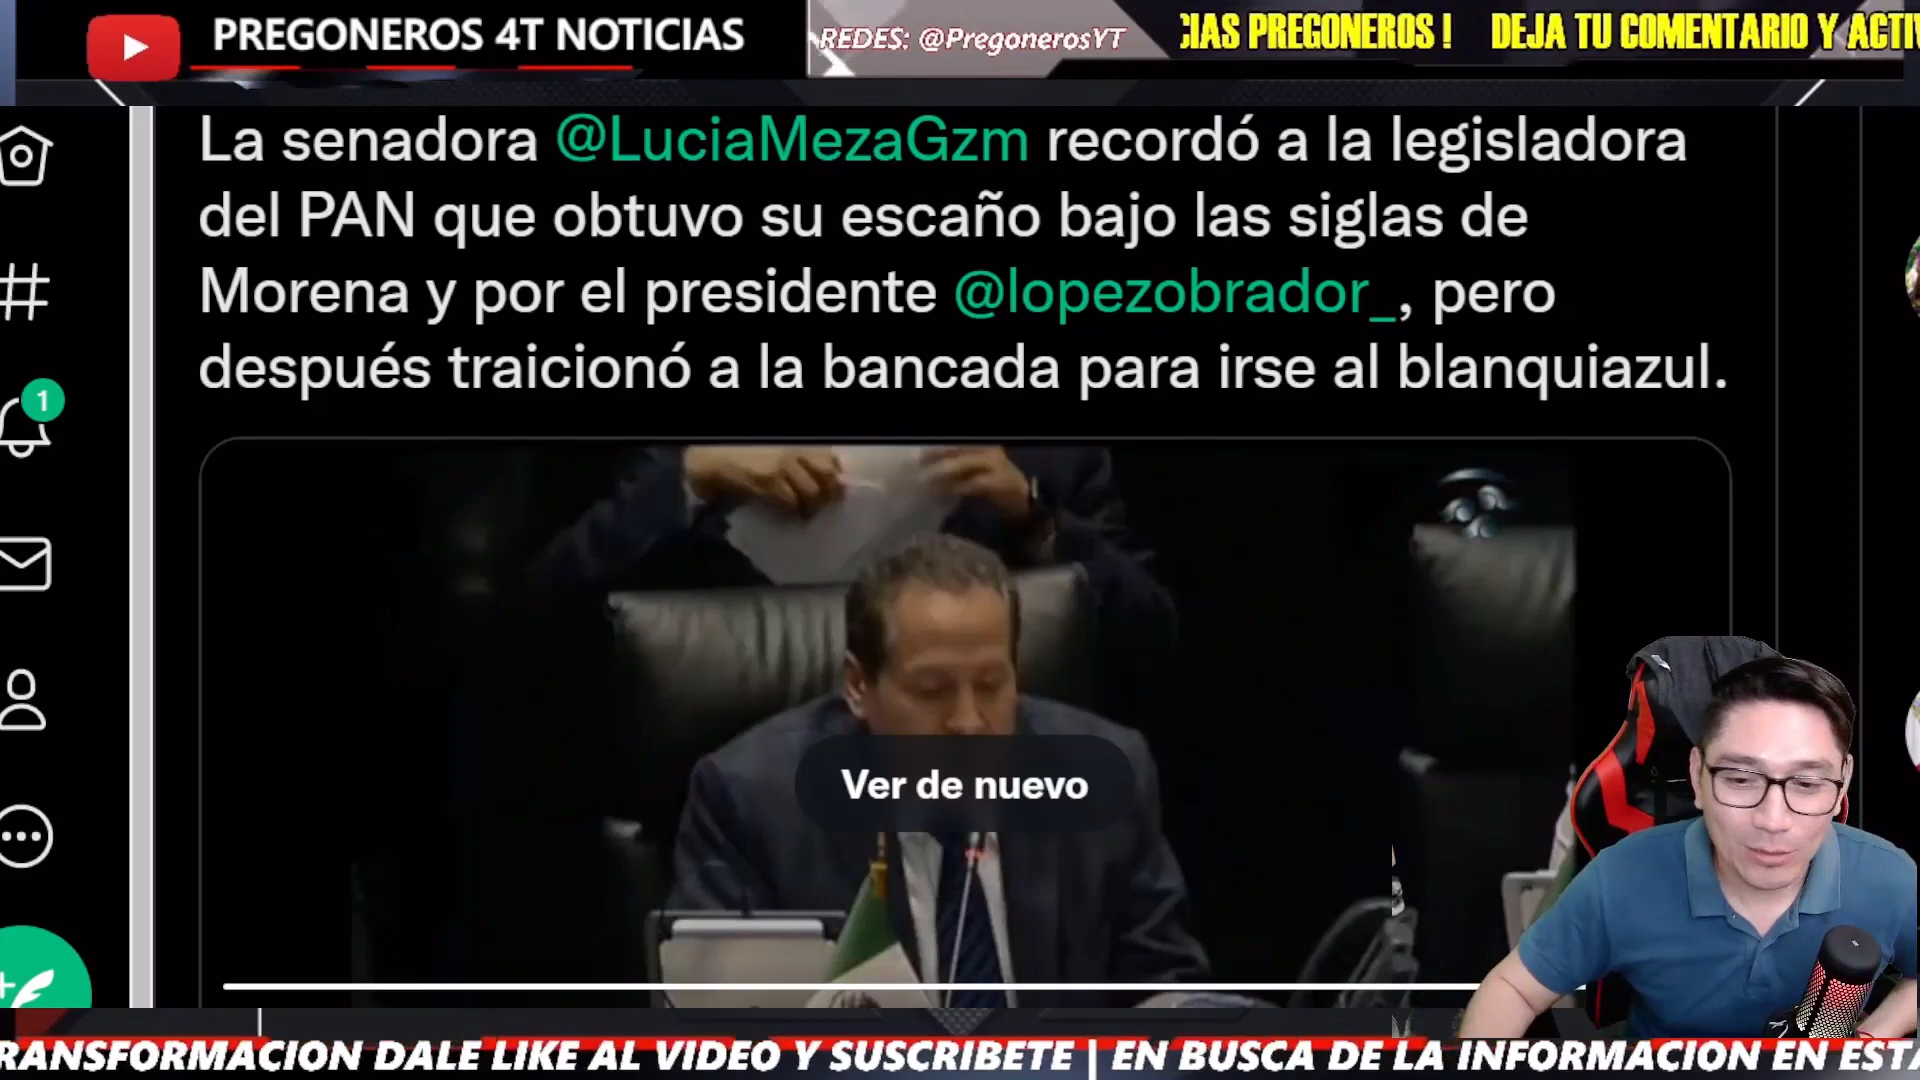 PREGONEROS 4T NOTICIAS
REDES: @PregonerosYT
CIAS PREGONEROS ! DEJA TU COMENTARIO Y ACTIV
La senadora @LuciaMezaGzm recordó a la legisladora
del PAN que obtuvo su escaño bajo las siglas de
Morena y por el presidente @lopezobrador_, pero
después traicionó a la bancada para irse al blanquiazul.
1
Ver de nuevo
RANSFORMACION DALE LIKE AL VIDEO Y SUSCRIBETE | EN BUSCA DE LA INFORMACION EN ESTA